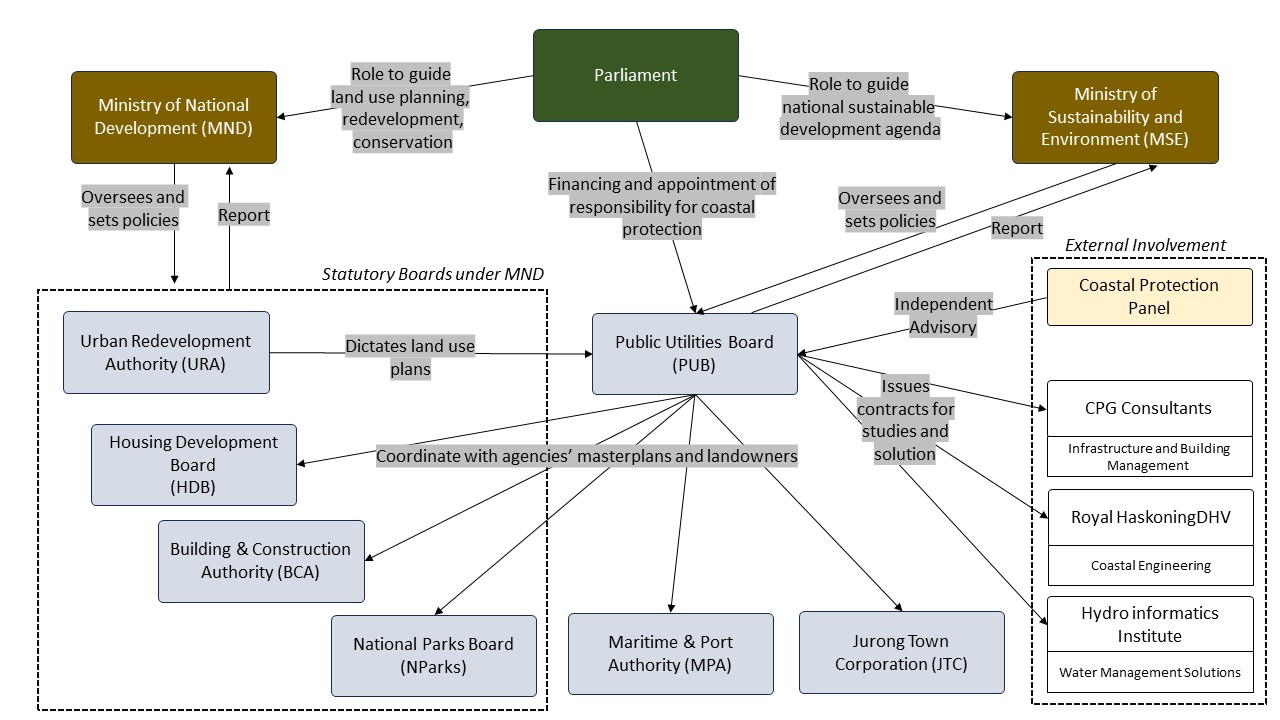 Parliament
Ministry of National
Development (MND)
Role to guide
land use planning,
redevelopment,
conservation
Role to guide
national sustainable
development agenda
Ministry of
Sustainability and
Environment (MSE)
Oversees and
sets policies
Report
Financing and appointment of
responsibility for coastal
protection
Oversees and
sets policies
Report
External Involvement
Statutory Boards under MND
Coastal Protection
Panel
Independent
Advisory
Urban Redevelopment
Authority (URA)
Dictates land use
plans
Public Utilities Board
(PUB)
Issues
contracts for
studies and
solution
CPG Consultants
Infrastructure and Building
Management
Housing Development
Board
(HDB)
Coordinate with agencies’ masterplans and landowners
Royal HaskoningDHV
Coastal Engineering
Building & Construction
Authority (BCA)
National Parks Board
(NParks)
Maritime & Port
Authority (MPA)
Jurong Town
Corporation (JTC)
Hydro informatics
Institute
Water Management Solutions